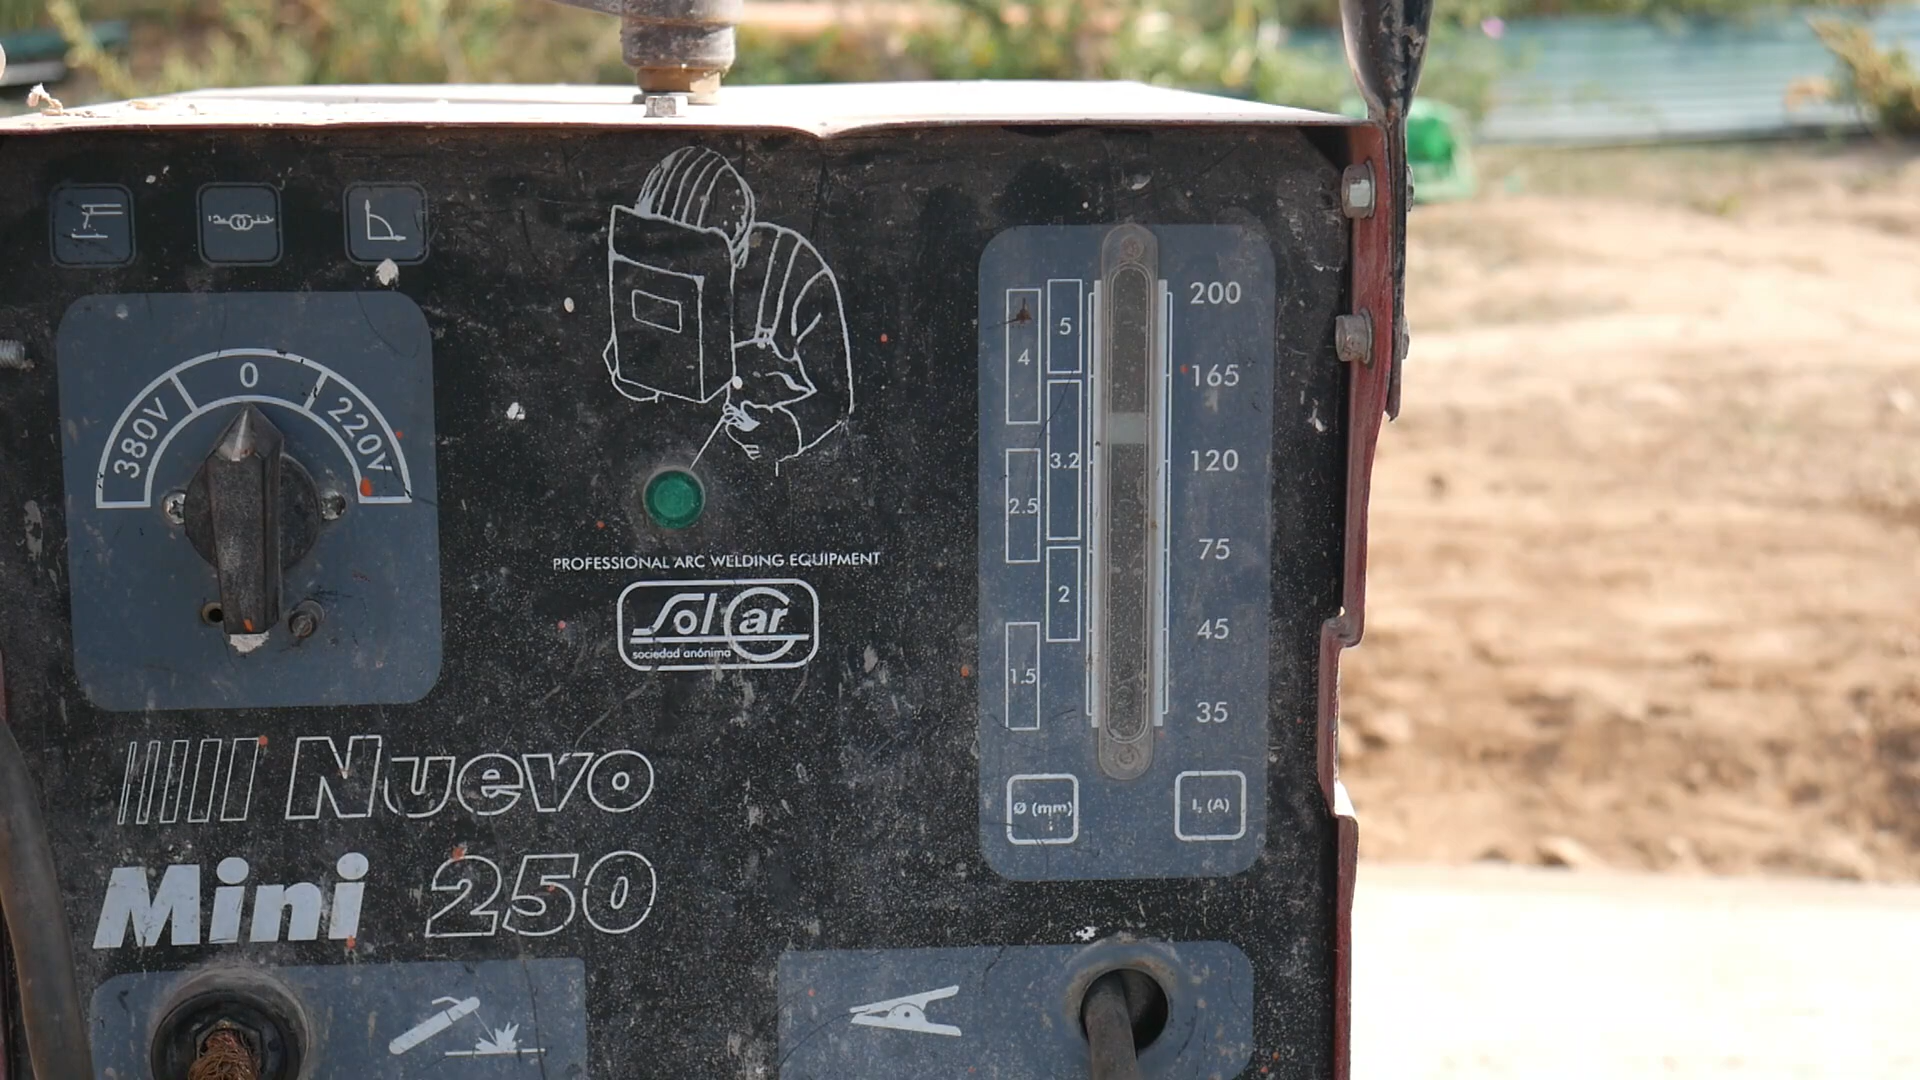 0
380V
220V
PROFESSIONAL ARC WELDING EQUIPMENT
Sol Car
sociedad anónima
Nuevo
Mini 250
200
5
4
165
3.2
120
2.5
75
2
45
1.5
35
Ø (mm)
I₂ (A)